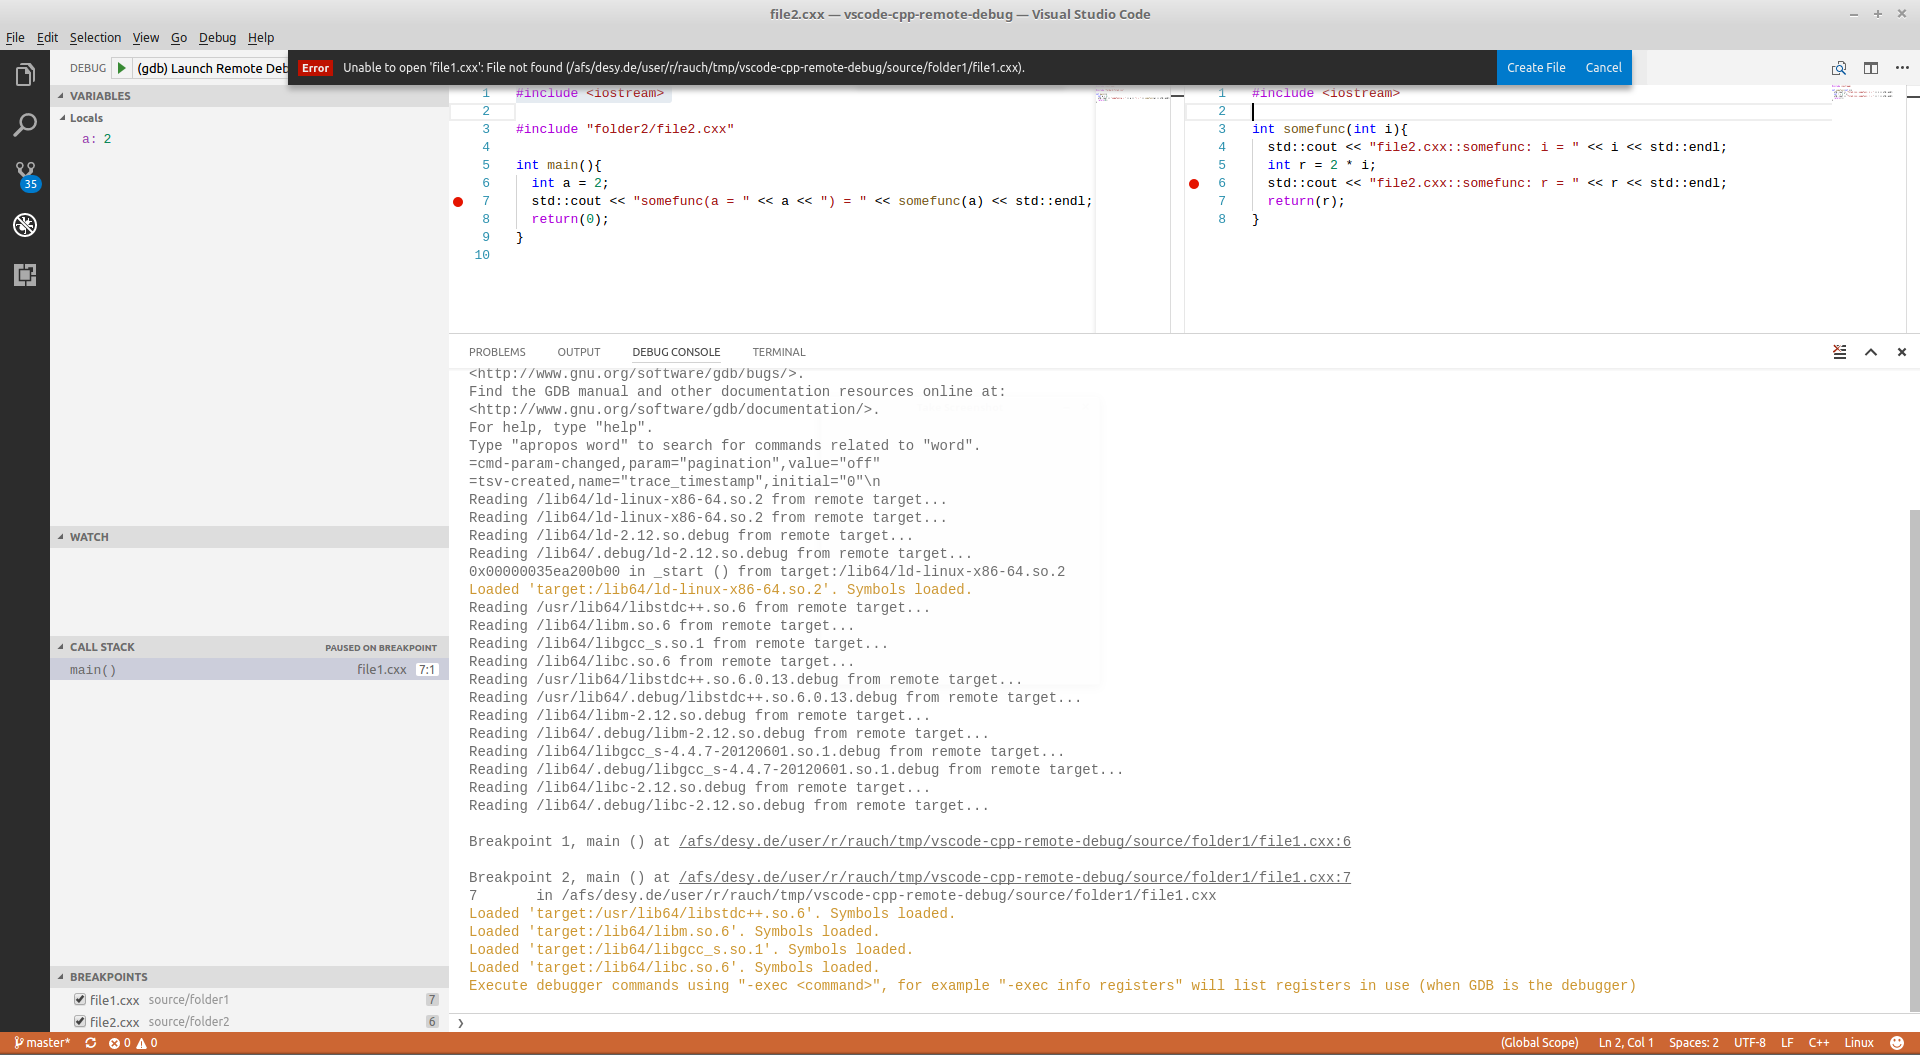 file2.cxx — vscode-cpp-remote-debug — Visual Studio Code
File Edit Selection View Go Debug Help
DEBUG (gdb) Launch Remote Deb
Error Unable to open 'file1.cxx': File not found (/afs/desy.de/user/r/rauch/tmp/vscode-cpp-remote-debug/source/folder1/file1.cxx). Create File Cancel
VARIABLES
Locals
a: 2
35
1 #include <iostream>
2
3 #include "folder2/file2.cxx"
4
5 int main(){
6 int a = 2;
7 std::cout << "somefunc(a = " << a << ") = " << somefunc(a) << std::endl;
8 return(0);
9 }
10
1 #include <iostream>
2
3 int somefunc(int i){
4 std::cout << "file2.cxx::somefunc: i = " << i << std::endl;
5 int r = 2 * i;
6 std::cout << "file2.cxx::somefunc: r = " << r << std::endl;
7 return(r);
8 }
WATCH
CALL STACK PAUSED ON BREAKPOINT
main() file1.cxx 7:1
BREAKPOINTS
file1.cxx source/folder1 7
file2.cxx source/folder2 6
PROBLEMS OUTPUT DEBUG CONSOLE TERMINAL
<http://www.gnu.org/software/gdb/bugs/>.
Find the GDB manual and other documentation resources online at:
<http://www.gnu.org/software/gdb/documentation/>.
For help, type "help".
Type "apropos word" to search for commands related to "word".
=cmd-param-changed,param="pagination",value="off"
=tsv-created,name="trace_timestamp",initial="0"\n
Reading /lib64/ld-linux-x86-64.so.2 from remote target...
Reading /lib64/ld-linux-x86-64.so.2 from remote target...
Reading /lib64/ld-2.12.so.debug from remote target...
Reading /lib64/.debug/ld-2.12.so.debug from remote target...
0x00000035ea200b00 in _start () from target:/lib64/ld-linux-x86-64.so.2
Loaded 'target:/lib64/ld-linux-x86-64.so.2'. Symbols loaded.
Reading /usr/lib64/libstdc++.so.6 from remote target...
Reading /lib64/libm.so.6 from remote target...
Reading /lib64/libgcc_s.so.1 from remote target...
Reading /lib64/libc.so.6 from remote target...
Reading /usr/lib64/libstdc++.so.6.0.13.debug from remote target...
Reading /usr/lib64/.debug/libstdc++.so.6.0.13.debug from remote target...
Reading /lib64/libm-2.12.so.debug from remote target...
Reading /lib64/.debug/libm-2.12.so.debug from remote target...
Reading /lib64/libgcc_s-4.4.7-20120601.so.1.debug from remote target...
Reading /lib64/.debug/libgcc_s-4.4.7-20120601.so.1.debug from remote target...
Reading /lib64/libc-2.12.so.debug from remote target...
Reading /lib64/.debug/libc-2.12.so.debug from remote target...
Breakpoint 1, main () at /afs/desy.de/user/r/rauch/tmp/vscode-cpp-remote-debug/source/folder1/file1.cxx:6
Breakpoint 2, main () at /afs/desy.de/user/r/rauch/tmp/vscode-cpp-remote-debug/source/folder1/file1.cxx:7
7 in /afs/desy.de/user/r/rauch/tmp/vscode-cpp-remote-debug/source/folder1/file1.cxx
Loaded 'target:/usr/lib64/libstdc++.so.6'. Symbols loaded.
Loaded 'target:/lib64/libm.so.6'. Symbols loaded.
Loaded 'target:/lib64/libgcc_s.so.1'. Symbols loaded.
Loaded 'target:/lib64/libc.so.6'. Symbols loaded.
Execute debugger commands using "-exec <command>", for example "-exec info registers" will list registers in use (when GDB is the debugger)
master* 0 0 (Global Scope) Ln 2, Col 1 Spaces: 2 UTF-8 LF C++ Linux